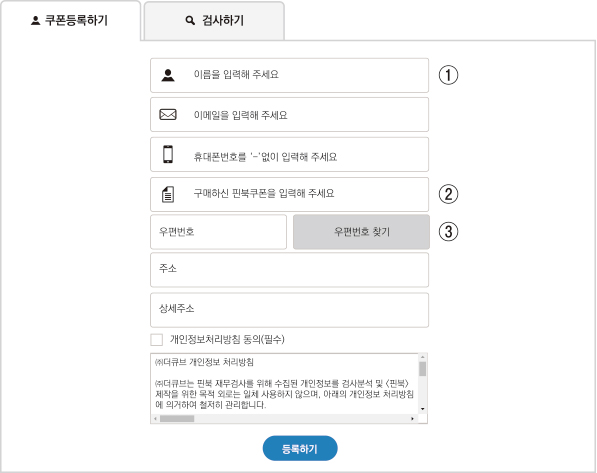 쿠폰등록하기 검사하기
이름을 입력해 주세요 ①
이메일을 입력해 주세요
휴대폰번호를 '-'없이 입력해 주세요
구매하신 핀북쿠폰을 입력해 주세요 ②
우편번호 우편번호 찾기 ③
주소
상세주소
개인정보처리방침 동의(필수)
㈜더큐브 개인정보 처리방침
㈜더큐브는 핀북 재무검사를 위해 수집된 개인정보를 검사분석 및 <핀북>
제작을 위한 목적 외로는 일체 사용하지 않으며, 아래의 개인정보 처리방침
에 의거하여 철저히 관리합니다.
등록하기